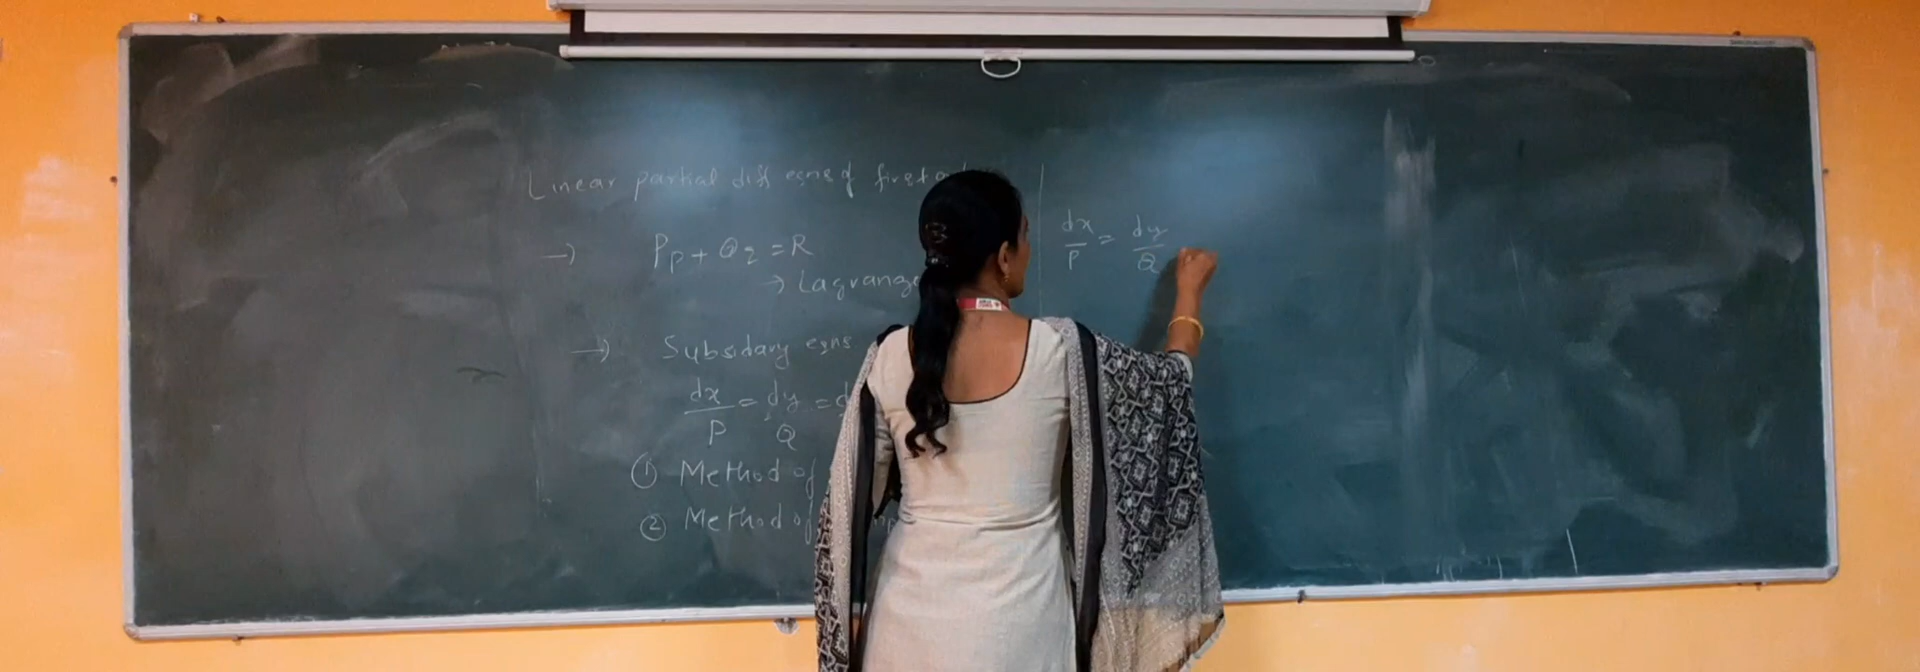 Linear partial diff eqns of first
→ Pp + Qq = R
→ Lagrange
→ Subsidary eqns
dx/P = dy/Q = d
① Method of
② Method of
dx/P = dy/Q